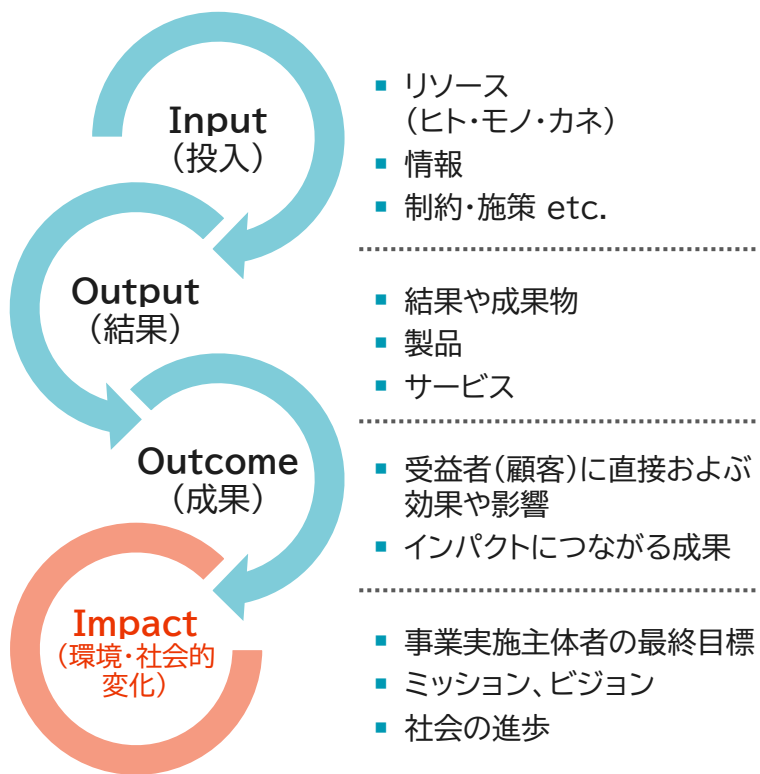 Input
（投入）
▪ リソース
（ヒト・モノ・カネ）
▪ 情報
▪ 制約・施策 etc.
Output
（結果）
▪ 結果や成果物
▪ 製品
▪ サービス
Outcome
（成果）
▪ 受益者（顧客）に直接およぶ
効果や影響
▪ インパクトにつながる成果
Impact
（環境・社会的
変化）
▪ 事業実施主体者の最終目標
▪ ミッション、ビジョン
▪ 社会の進歩